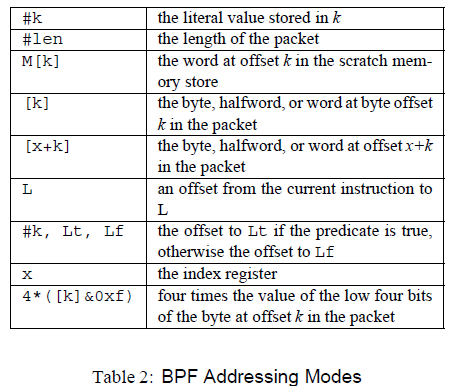 #k the literal value stored in k
#len the length of the packet
M[k] the word at offset k in the scratch mem-
ory store
[k] the byte, halfword, or word at byte offset
k in the packet
[x+k] the byte, halfword, or word at offset x+k
in the packet
L an offset from the current instruction to
L
#k, Lt, Lf the offset to Lt if the predicate is true,
otherwise the offset to Lf
x the index register
4*([k]&0xf) four times the value of the low four bits
of the byte at offset k in the packet
Table 2: BPF Addressing Modes